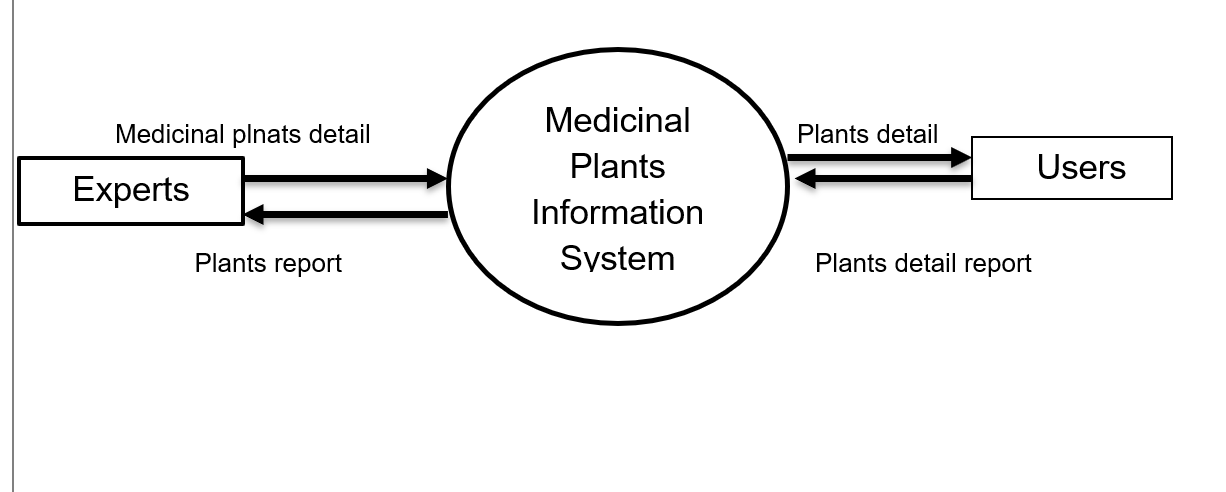 Medicinal plnats detail
Experts
Plants report
Medicinal
Plants
Information
System
Plants detail
Users
Plants detail report